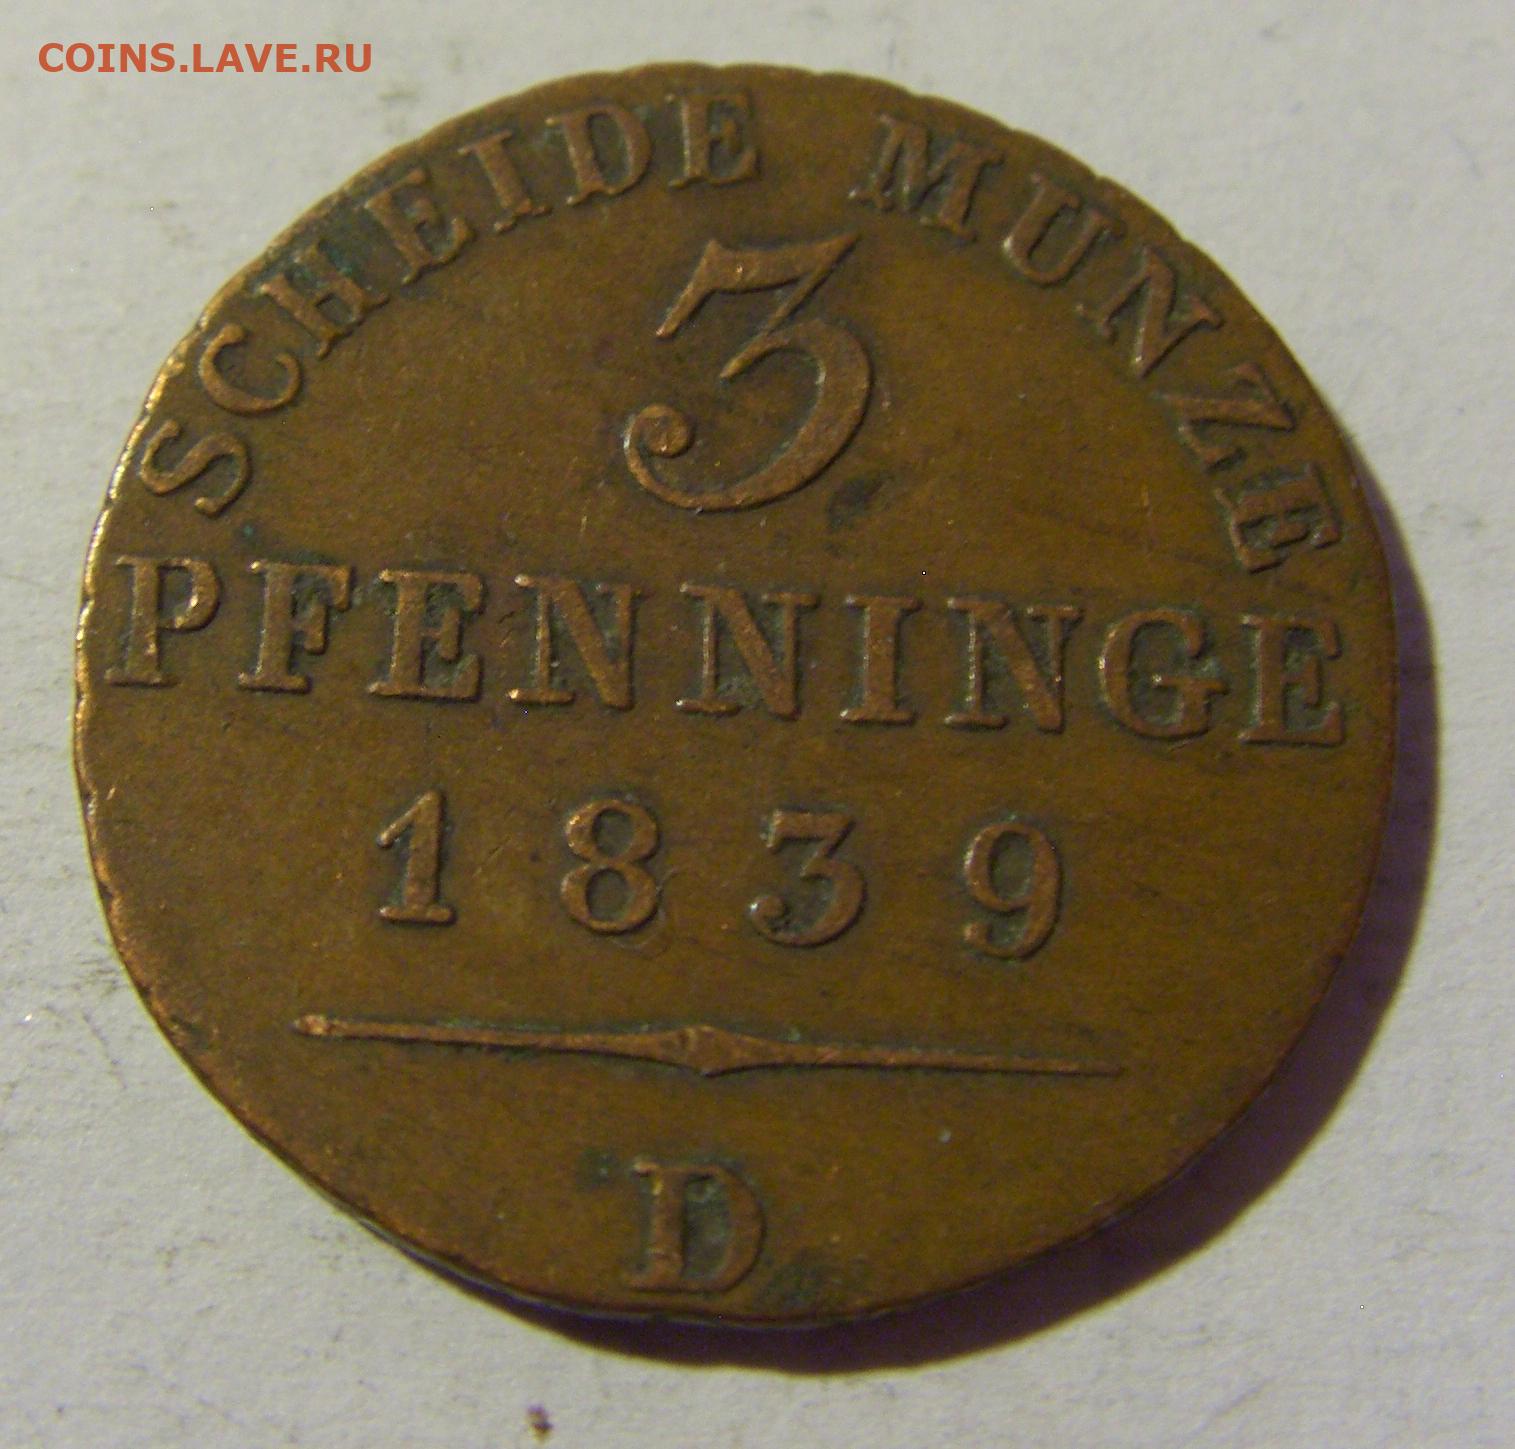 COINS.LAVE.RU
SCHEIDE MUNZE
3
PFENNINGE
1839
D